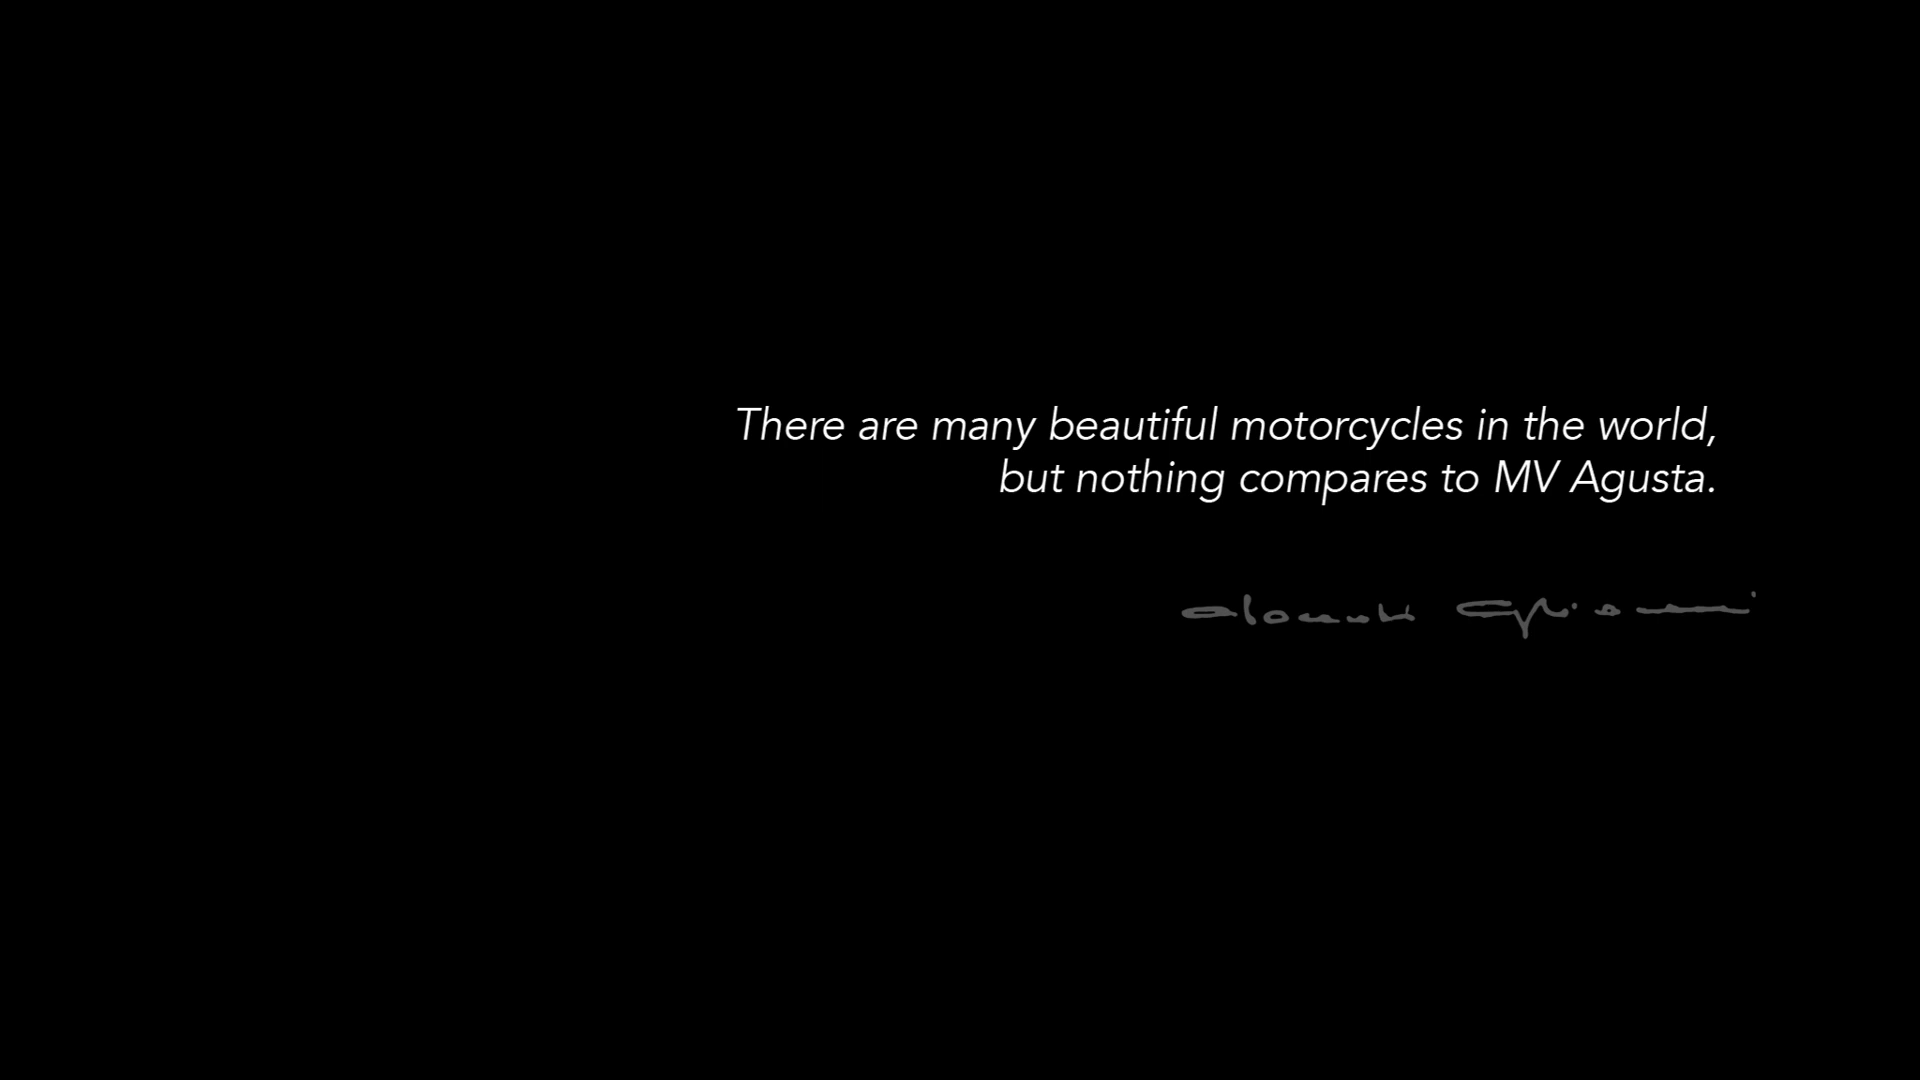 There are many beautiful motorcycles in the world,
but nothing compares to MV Agusta.